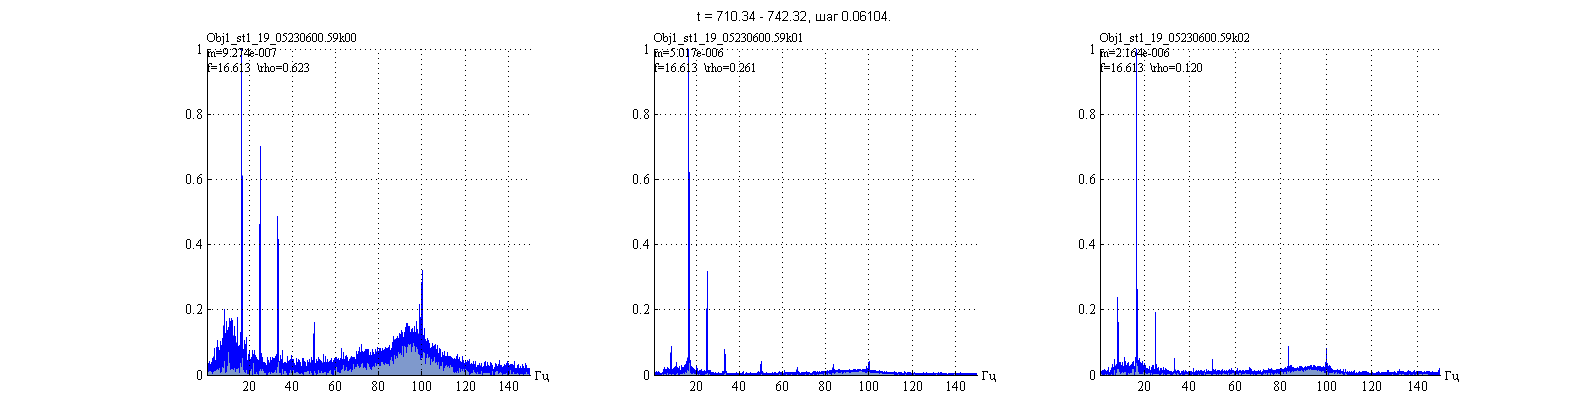 t = 710.34 - 742.32, шаг 0.06104.
Obj1_st1_19_05230600.59k00
m=9.274e-007
f=16.613 \rho=0.623
1
0.8
0.6
0.4
0.2
0
20 40 60 80 100 120 140 Гц
Obj1_st1_19_05230600.59k01
m=5.017e-006
f=16.613 \rho=0.261
1
0.8
0.6
0.4
0.2
0
20 40 60 80 100 120 140 Гц
Obj1_st1_19_05230600.59k02
m=2.164e-006
f=16.613 \rho=0.120
1
0.8
0.6
0.4
0.2
0
20 40 60 80 100 120 140 Гц